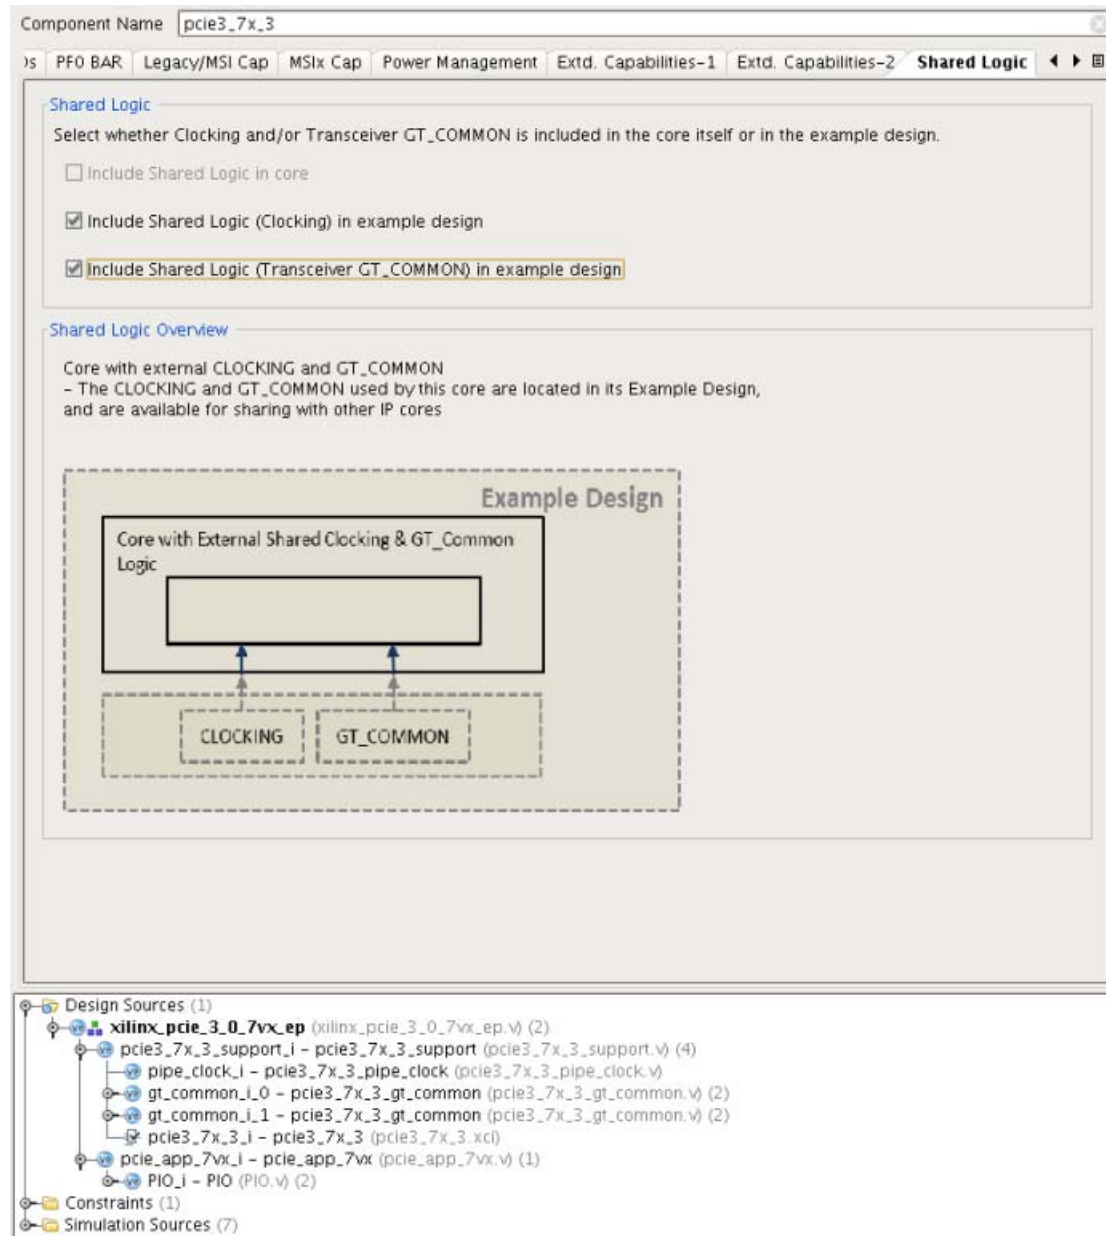 Component Name pcie3_7x_3
)s PF0 BAR Legacy/MSI Cap MSIx Cap Power Management Extd. Capabilities-1 Extd. Capabilities-2 Shared Logic
Shared Logic
Select whether Clocking and/or Transceiver GT_COMMON is included in the core itself or in the example design.
Include Shared Logic in core
Include Shared Logic (Clocking) in example design
Include Shared Logic (Transceiver GT_COMMON) in example design
Shared Logic Overview
Core with external CLOCKING and GT_COMMON
- The CLOCKING and GT_COMMON used by this core are located in its Example Design,
and are available for sharing with other IP cores
Example Design
Core with External Shared Clocking & GT_Common
Logic
CLOCKING GT_COMMON
Design Sources (1)
xilinx_pcie_3_0_7vx_ep (xilinx_pcie_3_0_7vx_ep.v) (2)
pcie3_7x_3_support_i - pcie3_7x_3_support (pcie3_7x_3_support.v) (4)
pipe_clock_i - pcie3_7x_3_pipe_clock (pcie3_7x_3_pipe_clock.v)
gt_common_i_0 - pcie3_7x_3_gt_common (pcie3_7x_3_gt_common.v) (2)
gt_common_i_1 - pcie3_7x_3_gt_common (pcie3_7x_3_gt_common.v) (2)
pcie3_7x_3_i - pcie3_7x_3 (pcie3_7x_3.xci)
pcie_app_7vx_i - pcie_app_7vx (pcie_app_7vx.v) (1)
PIO_i - PIO (PIO.v) (2)
Constraints (1)
Simulation Sources (7)